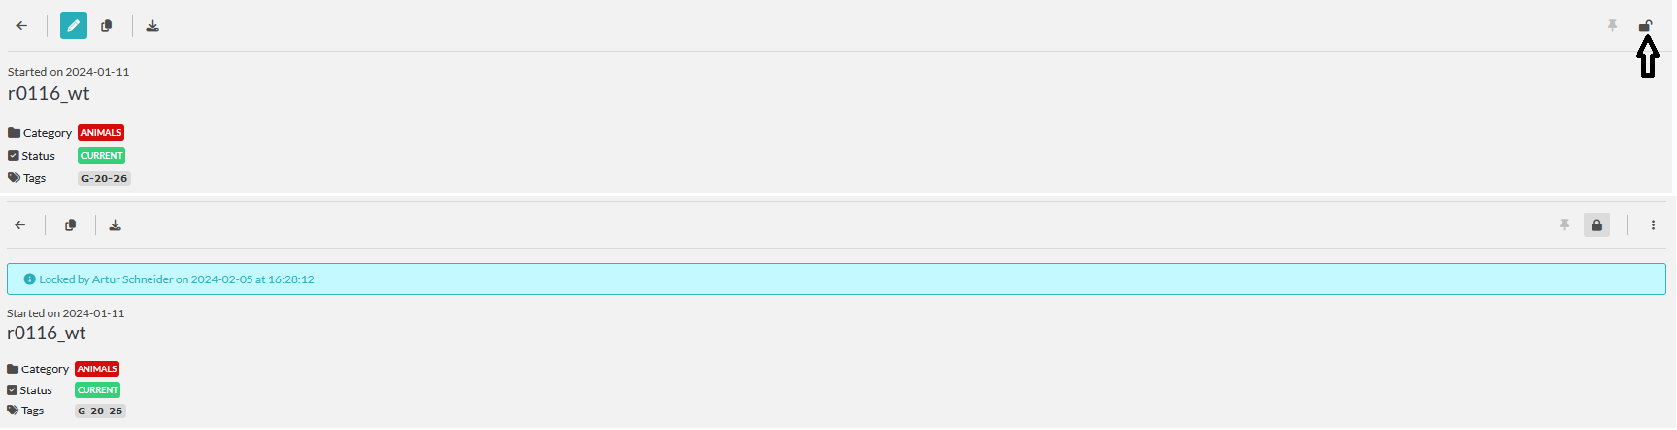 Started on 2024-01-11
r0116_wt
Category ANIMALS
Status CURRENT
Tags G-20-26
Locked by Artur Schneider on 2024-02-05 at 16:28:12
Started on 2024-01-11
r0116_wt
Category ANIMALS
Status CURRENT
Tags G 20 26